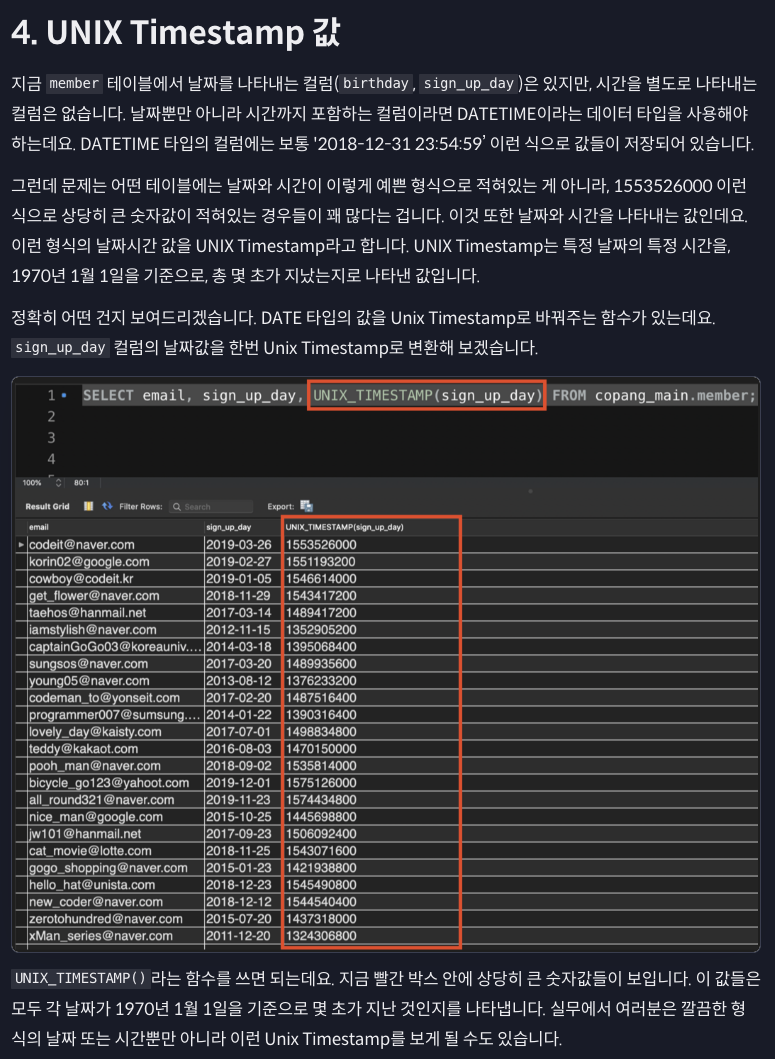 4. UNIX Timestamp 값
지금 member 테이블에서 날짜를 나타내는 컬럼(birthday, sign_up_day)은 있지만, 시간을 별도로 나타내는
컬럼은 없습니다. 날짜뿐만 아니라 시간까지 포함하는 컬럼이라면 DATETIME이라는 데이터 타입을 사용해야
하는데요. DATETIME 타입의 컬럼에는 보통 '2018-12-31 23:54:59’ 이런 식으로 값들이 저장되어 있습니다.
그런데 문제는 어떤 테이블에는 날짜와 시간이 이렇게 예쁜 형식으로 적혀있는 게 아니라, 1553526000 이런
식으로 상당히 큰 숫자값이 적혀있는 경우들이 꽤 많다는 겁니다. 이것 또한 날짜와 시간을 나타내는 값인데요.
이런 형식의 날짜시간 값을 UNIX Timestamp라고 합니다. UNIX Timestamp는 특정 날짜의 특정 시간을,
1970년 1월 1일을 기준으로, 총 몇 초가 지났는지로 나타낸 값입니다.
정확히 어떤 건지 보여드리겠습니다. DATE 타입의 값을 Unix Timestamp로 바꿔주는 함수가 있는데요.
sign_up_day 컬럼의 날짜값을 한번 Unix Timestamp로 변환해 보겠습니다.
1 SELECT email, sign_up_day, UNIX_TIMESTAMP(sign_up_day) FROM copang_main.member;
2
3
4
100% 80:1
Result Grid Filter Rows: Search Export:
email sign_up_day UNIX_TIMESTAMP(sign_up_day)
codeit@naver.com 2019-03-26 1553526000
korin02@google.com 2019-02-27 1551193200
cowboy@codeit.kr 2019-01-05 1546614000
get_flower@naver.com 2018-11-29 1543417200
taehos@hanmail.net 2017-03-14 1489417200
iamstylish@naver.com 2012-11-15 1352905200
captainGoGo03@koreauniv.... 2014-03-18 1395068400
sungsos@naver.com 2017-03-20 1489935600
young05@naver.com 2013-08-12 1376233200
codeman_to@yonseit.com 2017-02-20 1487516400
programmer007@sumsung.... 2014-01-22 1390316400
lovely_day@kaisty.com 2017-07-01 1498834800
teddy@kakaot.com 2016-08-03 1470150000
pooh_man@naver.com 2018-09-02 1535814000
bicycle_go123@yahoot.com 2019-12-01 1575126000
all_round321@naver.com 2019-11-23 1574434800
nice_man@google.com 2015-10-25 1445698800
jw101@hanmail.net 2017-09-23 1506092400
cat_movie@lotte.com 2018-11-25 1543071600
gogo_shopping@naver.com 2015-01-23 1421938800
hello_hat@unista.com 2018-12-23 1545490800
new_coder@naver.com 2018-12-12 1544540400
zerotohundred@naver.com 2015-07-20 1437318000
xMan_series@naver.com 2011-12-20 1324306800
UNIX_TIMESTAMP()라는 함수를 쓰면 되는데요. 지금 빨간 박스 안에 상당히 큰 숫자값들이 보입니다. 이 값들은
모두 각 날짜가 1970년 1월 1일을 기준으로 몇 초가 지난 것인지를 나타냅니다. 실무에서 여러분은 깔끔한 형
식의 날짜 또는 시간뿐만 아니라 이런 Unix Timestamp를 보게 될 수도 있습니다.